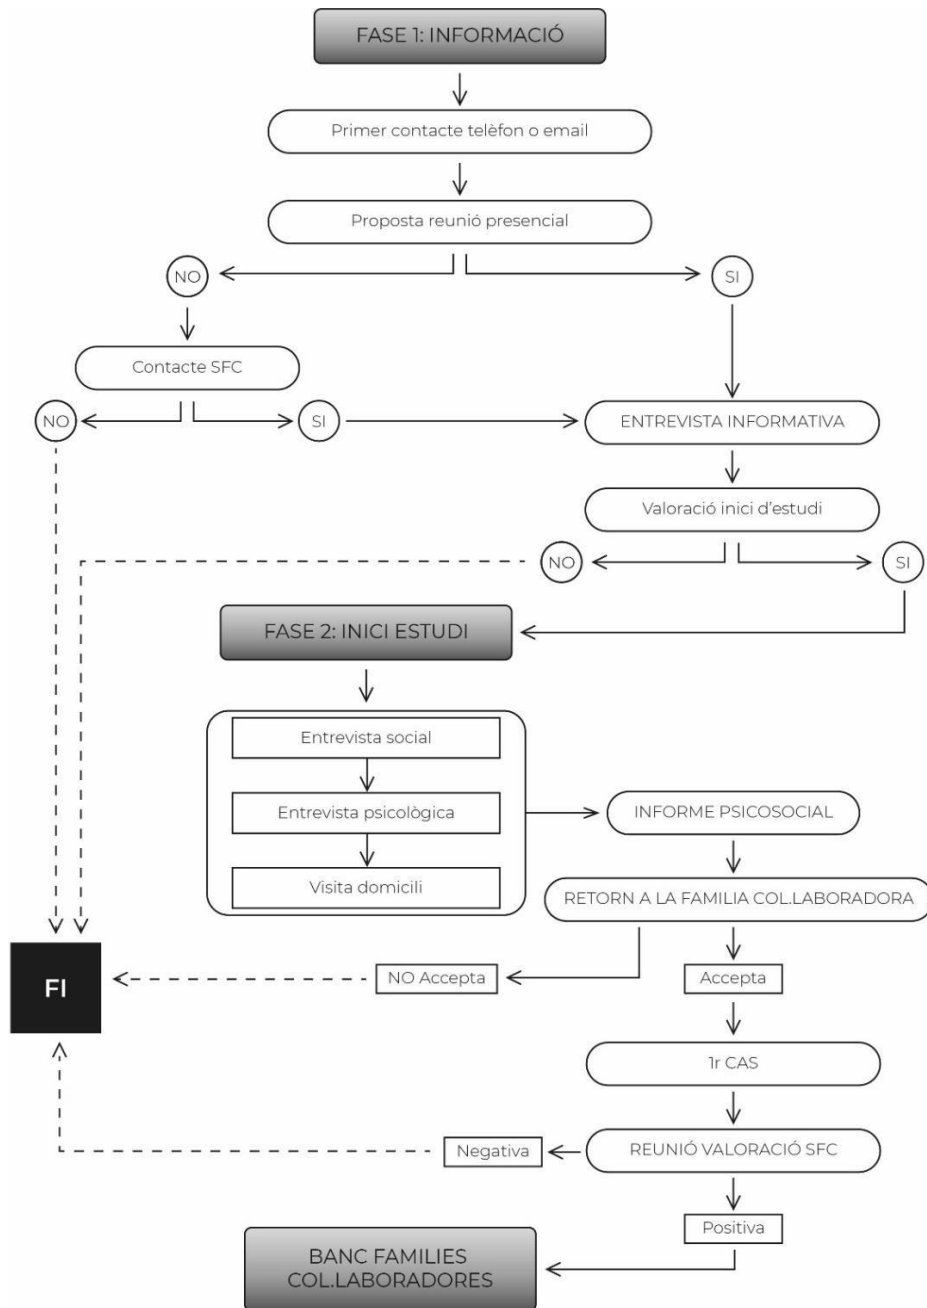 FASE 1: INFORMACIÓ
Primer contacte telèfon o email
Proposta reunió presencial
NO
SI
Contacte SFC
NO
SI
ENTREVISTA INFORMATIVA
Valoració inici d'estudi
NO
SI
FASE 2: INICI ESTUDI
Entrevista social
Entrevista psicològica
INFORME PSICOSOCIAL
Visita domicili
RETORN A LA FAMILIA COL.LABORADORA
FI
NO Accepta
Accepta
1r CAS
REUNIÓ VALORACIÓ SFC
Negativa
Positiva
BANC FAMILIES
COL.LABORADORES